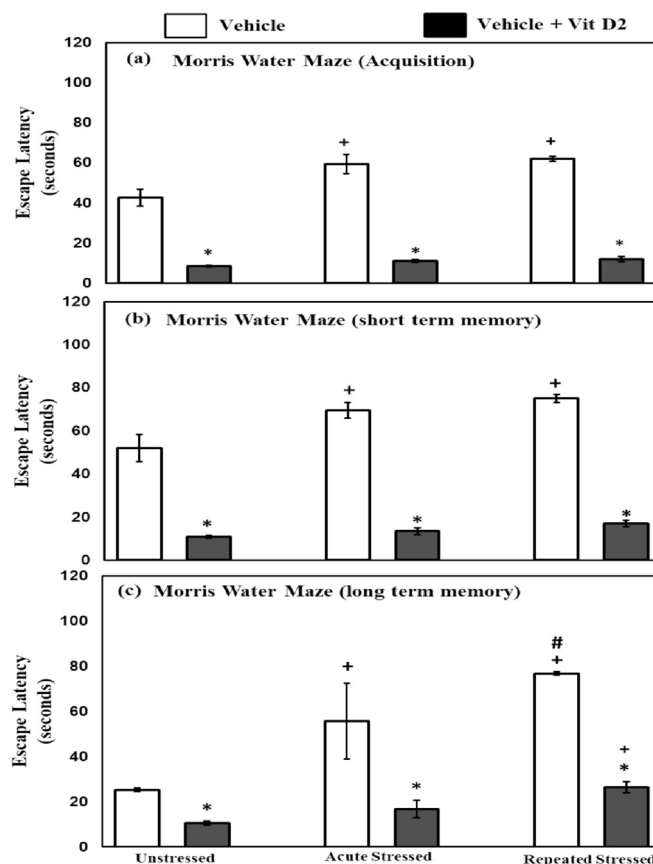 Vehicle
Vehicle + Vit D2
(a) Morris Water Maze (Acquisition)
Escape Latency
(seconds)
120
100
80
60
40
20
0
+
+
*
*
*
(b) Morris Water Maze (short term memory)
Escape Latency
(seconds)
120
100
80
60
40
20
0
+
+
*
*
*
(c) Morris Water Maze (long term memory)
Escape Latency
(seconds)
120
100
80
60
40
20
0
#
+
+
+
*
*
*
Unstressed
Acute Stressed
Repeated Stressed